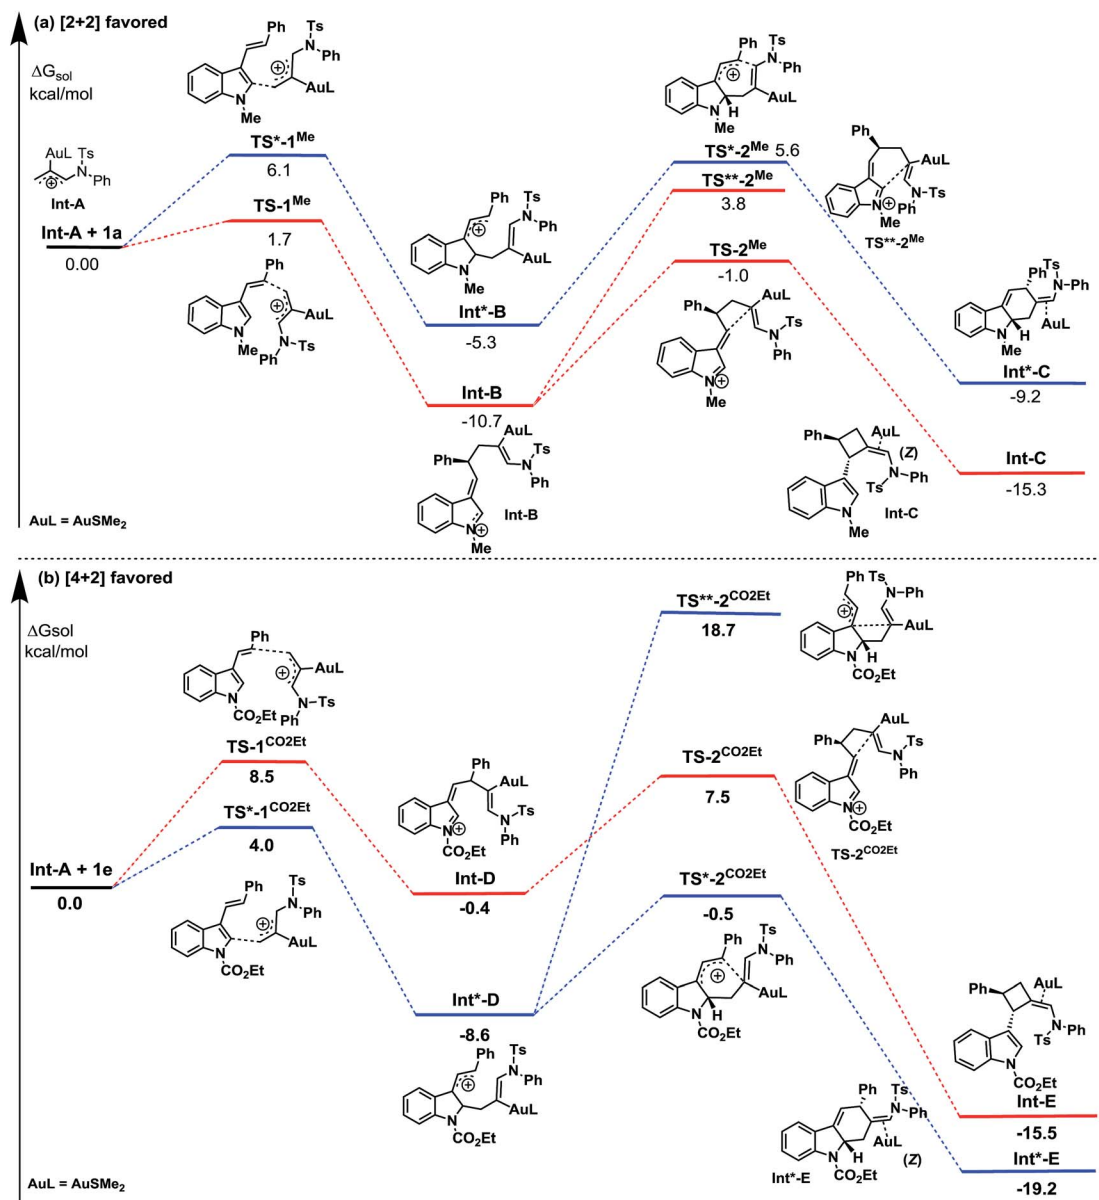 (a) [2+2] favored
ΔGsol
kcal/mol
Ph
Ts
N
Ph
AuL
N
Me
TS*-1Me
6.1
AuL
Ts
N
Ph
Int-A
Int-A + 1a
0.00
TS-1Me
1.7
Ph
AuL
N
Me
N
Ts
Ph
Ph
Ts
N
Ph
AuL
N
Me
Int*-B
-5.3
Int-B
-10.7
AuL
Ph
Ts
N
Ph
N
Me
Int-B
Ph
Ts
N
Ph
AuL
N
H
Me
TS*-2Me 5.6
TS**-2Me
3.8
Ph
AuL
N
Ts
N
Ph
Me
TS**-2Me
TS-2Me
-1.0
AuL
Ph
Ts
N
Ph
N
Me
Ph
Ts
N
Ph
AuL
N
H
Me
Int*-C
-9.2
AuL
Ph
(Z)
N
Ph
Ts
N
Me
Int-C
Int-C
-15.3
AuL = AuSMe2
(b) [4+2] favored
ΔGsol
kcal/mol
Ph
AuL
N
CO2Et
N
Ts
Ph
TS-1CO2Et
8.5
TS*-1CO2Et
4.0
Int-A + 1e
0.0
Ph
Ts
N
Ph
AuL
N
CO2Et
Ph
AuL
Ts
N
Ph
N
CO2Et
Int-D
-0.4
Int*-D
-8.6
Ph
Ts
N
Ph
AuL
N
CO2Et
TS**-2CO2Et
18.7
Ph
Ts
N
Ph
AuL
N
H
CO2Et
TS-2CO2Et
7.5
AuL
Ph
Ts
N
Ph
N
CO2Et
TS-2CO2Et
TS*-2CO2Et
-0.5
Ph
Ts
N
Ph
AuL
N
H
CO2Et
AuL
Ph
N
Ph
Ts
N
CO2Et
Int-E
-15.5
Ph
Ts
N
Ph
AuL
(Z)
N
H
CO2Et
Int*-E
Int*-E
-19.2
AuL = AuSMe2